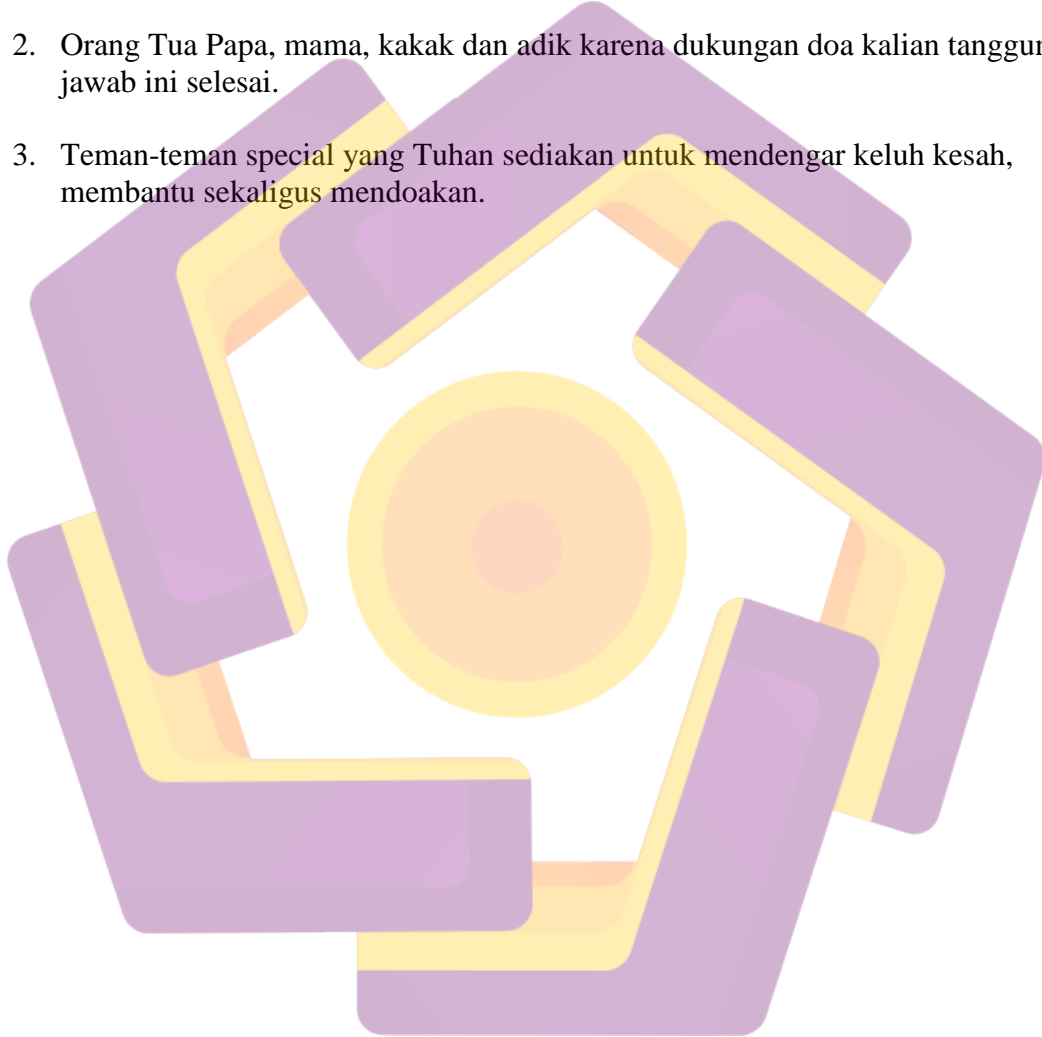 2. Orang Tua Papa, mama, kakak dan adik karena dukungan doa kalian tanggun
jawab ini selesai.
3. Teman-teman special yang Tuhan sediakan untuk mendengar keluh kesah,
membantu sekaligus mendoakan.